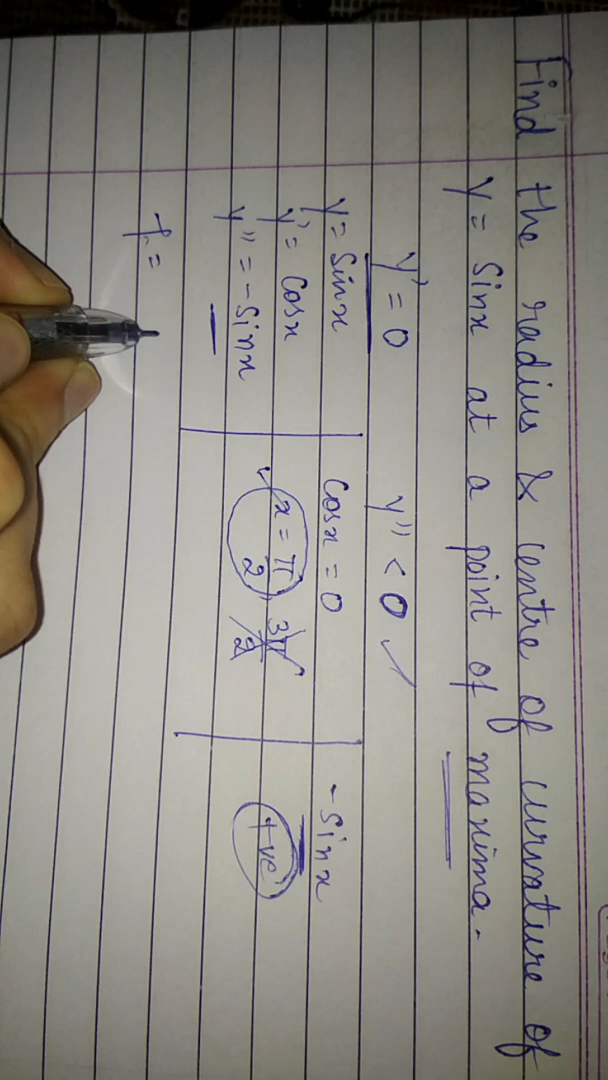 Find the radius & centre of curvature of
y = Sinx at a point of maxima.
y' = 0 y'' < 0 ✓
y = Sinx Cosx = 0 -Sinx
y' = Cosx x = π/2, 3π/2 +ve
y'' = -Sinx